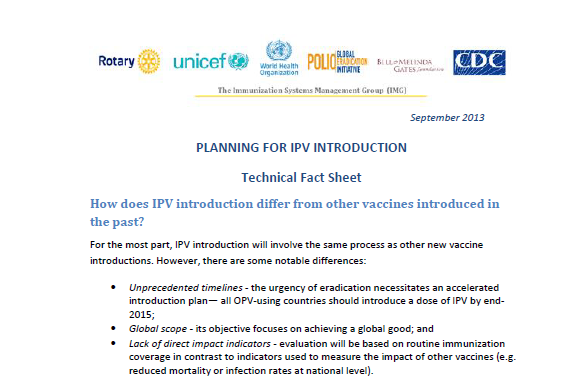 Rotary unicef World Health Organization POLIO GLOBAL ERADICATION INITIATIVE BILL & MELINDA GATES foundation CDC
The Immunization Systems Management Group (IMG)
September 2013
PLANNING FOR IPV INTRODUCTION
Technical Fact Sheet
How does IPV introduction differ from other vaccines introduced in
the past?
For the most part, IPV introduction will involve the same process as other new vaccine
introductions. However, there are some notable differences:
• Unprecedented timelines - the urgency of eradication necessitates an accelerated
introduction plan— all OPV-using countries should introduce a dose of IPV by end-
2015;
• Global scope - its objective focuses on achieving a global good; and
• Lack of direct impact indicators - evaluation will be based on routine immunization
coverage in contrast to indicators used to measure the impact of other vaccines (e.g.
reduced mortality or infection rates at national level).